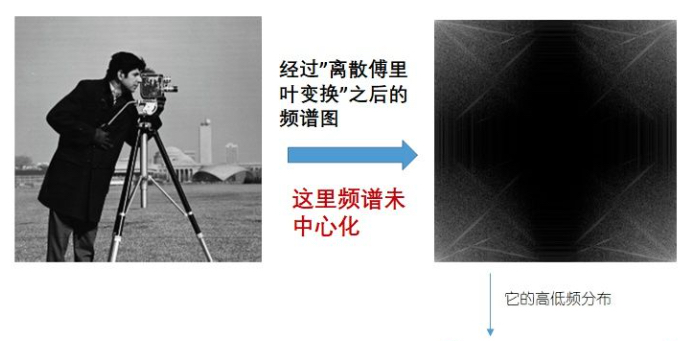 经过”离散傅里
叶变换”之后的
频谱图
这里频谱未
中心化
它的高低频分布